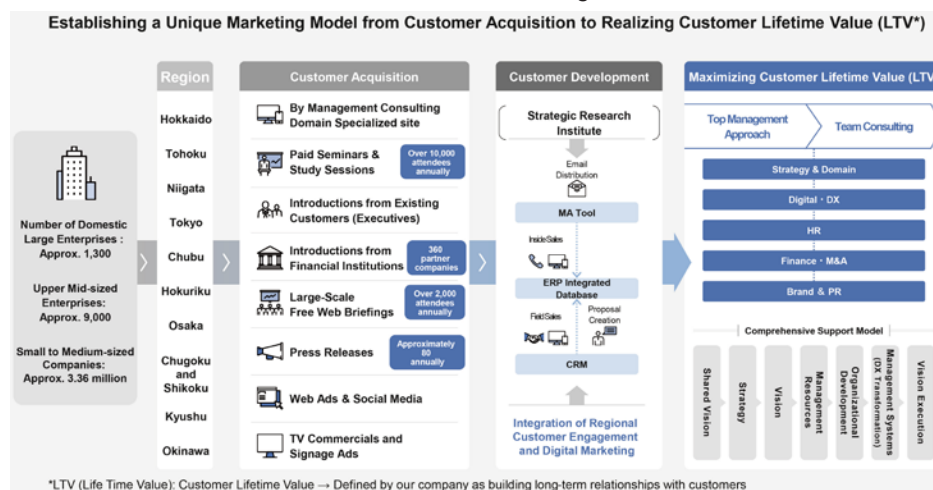 Establishing a Unique Marketing Model from Customer Acquisition to Realizing Customer Lifetime Value (LTV*)
Number of Domestic
Large Enterprises :
Approx. 1,300
Upper Mid-sized
Enterprises:
Approx. 9,000
Small to Medium-sized
Companies:
Approx. 3.36 million
Region
Hokkaido
Tohoku
Niigata
Tokyo
Chubu
Hokuriku
Osaka
Chugoku
and
Shikoku
Kyushu
Okinawa
Customer Acquisition
By Management Consulting
Domain Specialized site
Paid Seminars &
Study Sessions
Over 10,000
attendees
annually
Introductions from Existing
Customers (Executives)
Introductions from
Financial Institutions
360
partner
companies
Large-Scale
Free Web Briefings
Over 2,000
attendees
annually
Press Releases
Approximately
80
annually
Web Ads & Social Media
TV Commercials and
Signage Ads
Customer Development
Strategic Research
Institute
Email
Distribution
MA Tool
Inside Sales
ERP Integrated
Database
Field Sales
Proposal
Creation
CRM
Integration of Regional
Customer Engagement
and Digital Marketing
Maximizing Customer Lifetime Value (LTV
Top Management
Approach
Team Consulting
Strategy & Domain
Digital・DX
HR
Finance・M&A
Brand & PR
Comprehensive Support Model
Shared Vision
Strategy
Vision
Management
Resources
Organizational
Development
Management Systems
(DX Transformation)
Vision Execution
*LTV (Life Time Value): Customer Lifetime Value → Defined by our company as building long-term relationships with customers